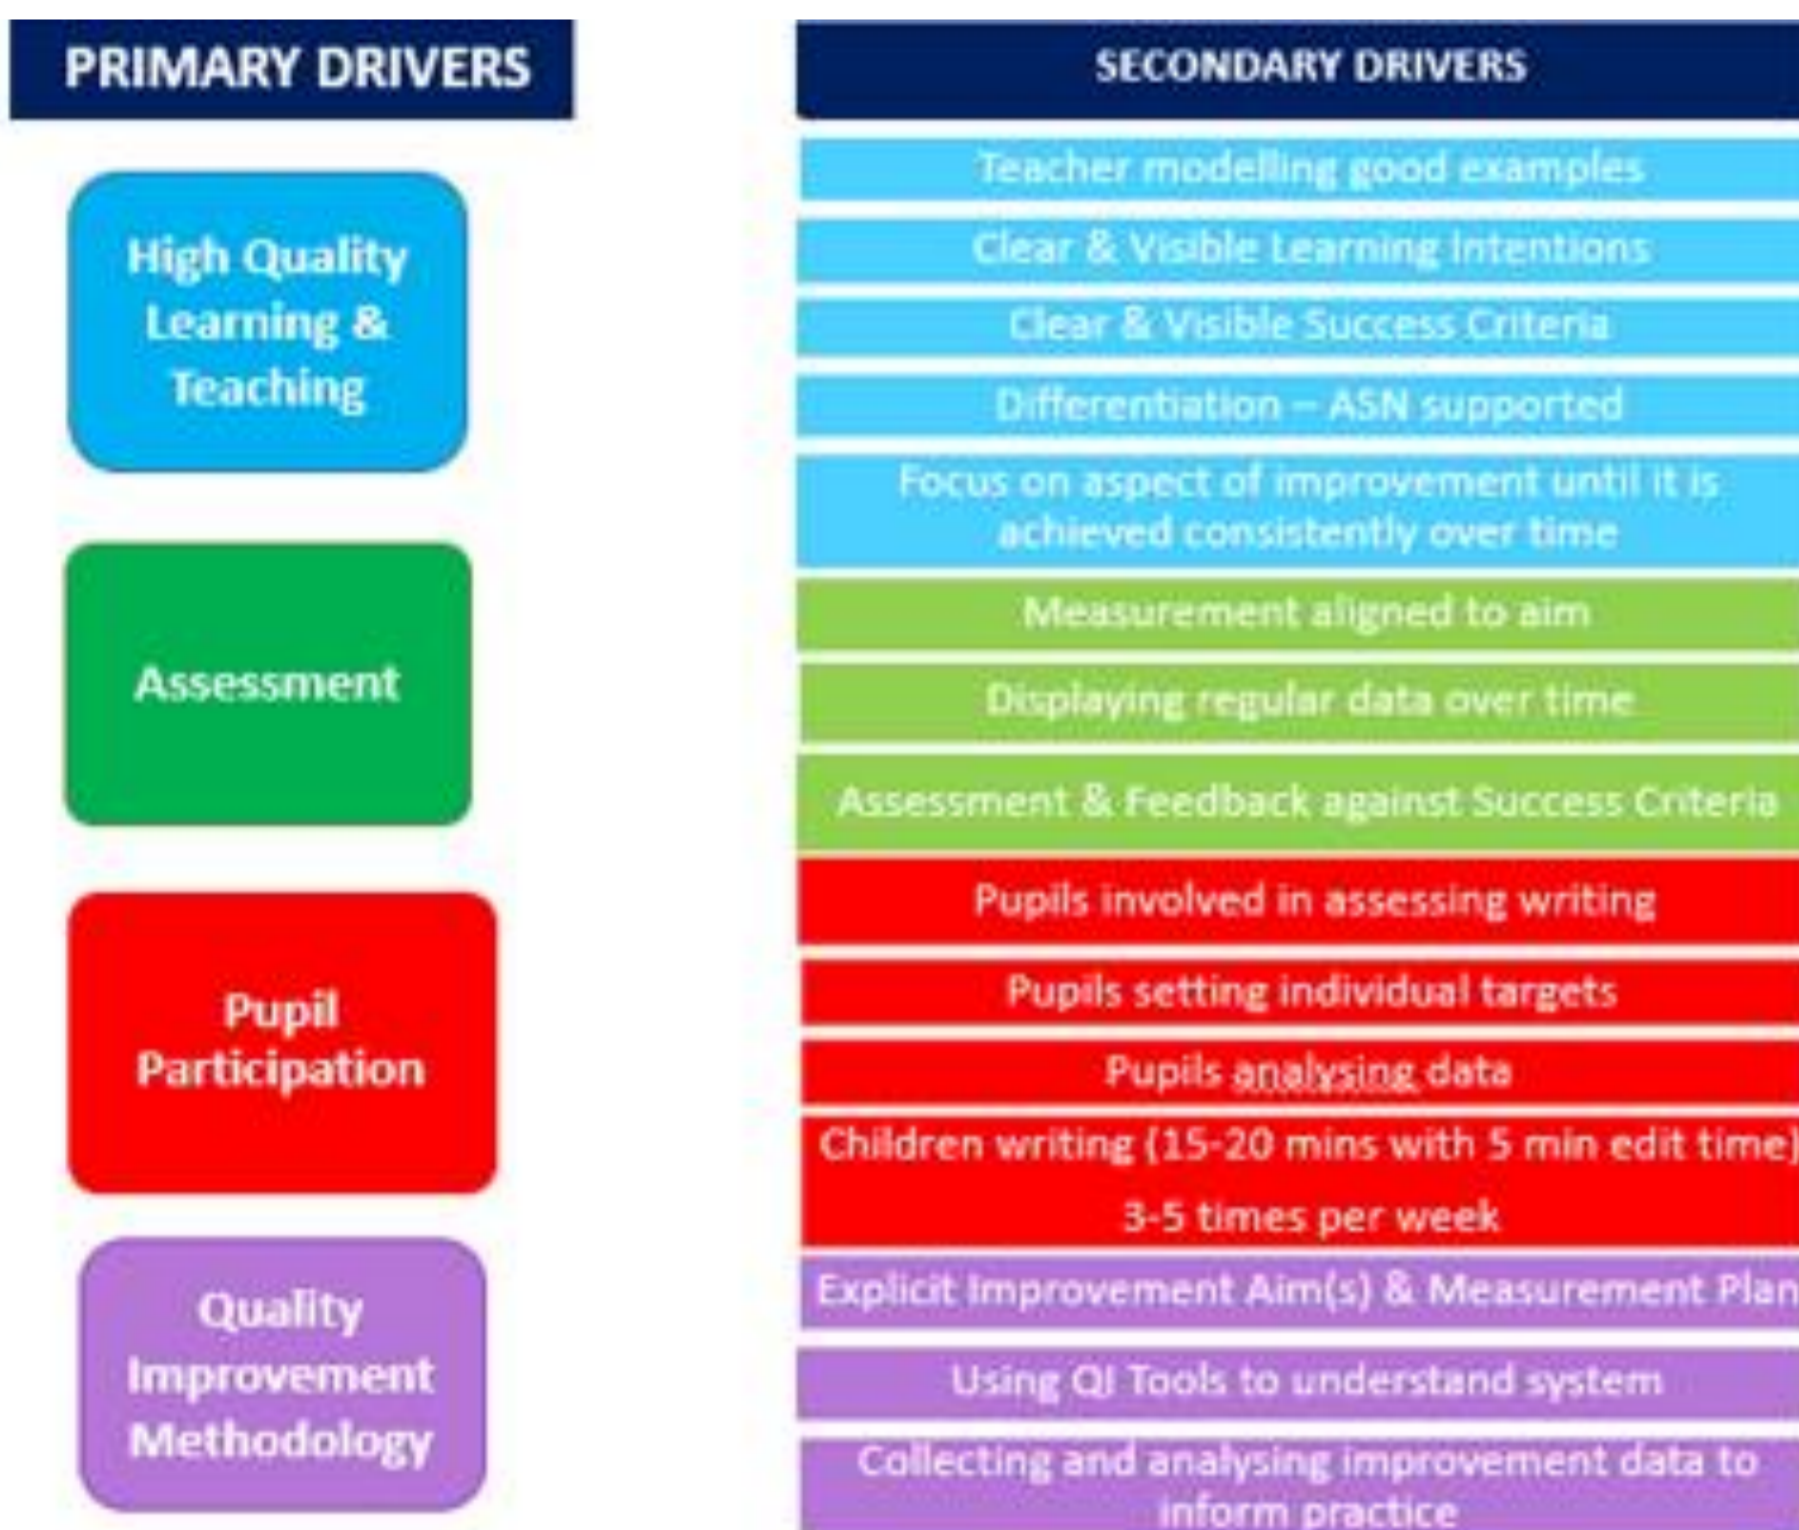 PRIMARY DRIVERS
High Quality
Learning &
Teaching
Assessment
Pupil
Participation
Quality
Improvement
Methodology
SECONDARY DRIVERS
Teacher modelling good examples
Clear & Visible Learning Intentions
Clear & Visible Success Criteria
Differentiation – ASN supported
Focus on aspect of improvement until it is
achieved consistently over time
Measurement aligned to aim
Displaying regular data over time
Assessment & Feedback against Success Criteria
Pupils involved in assessing writing
Pupils setting individual targets
Pupils analysing data
Children writing (15-20 mins with 5 min edit time)
3-5 times per week
Explicit Improvement Aim(s) & Measurement Plan
Using QI Tools to understand system
Collecting and analysing improvement data to
inform practice